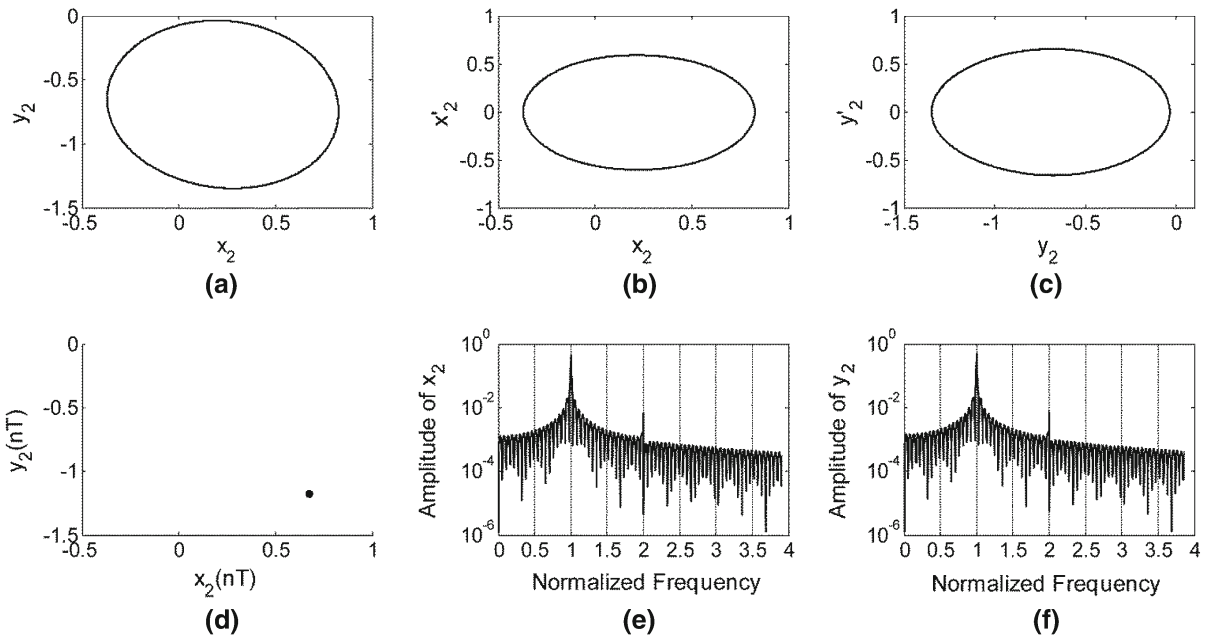 0
-0.5
-1
-1.5
-0.5
0
0.5
1
y2
x2
(a)
1
0.5
0
-0.5
-1
-0.5
0
0.5
1
x'2
x2
(b)
1
0.5
0
-0.5
-1
-1.5
-1
-0.5
0
y'2
y2
(c)
0
-0.5
-1
-1.5
-0.5
0
0.5
1
y2(nT)
x2(nT)
(d)
10^0
10^-2
10^-4
10^-6
0 0.5 1 1.5 2 2.5 3 3.5 4
Amplitude of x2
Normalized Frequency
(e)
10^0
10^-2
10^-4
10^-6
0 0.5 1 1.5 2 2.5 3 3.5 4
Amplitude of y2
Normalized Frequency
(f)